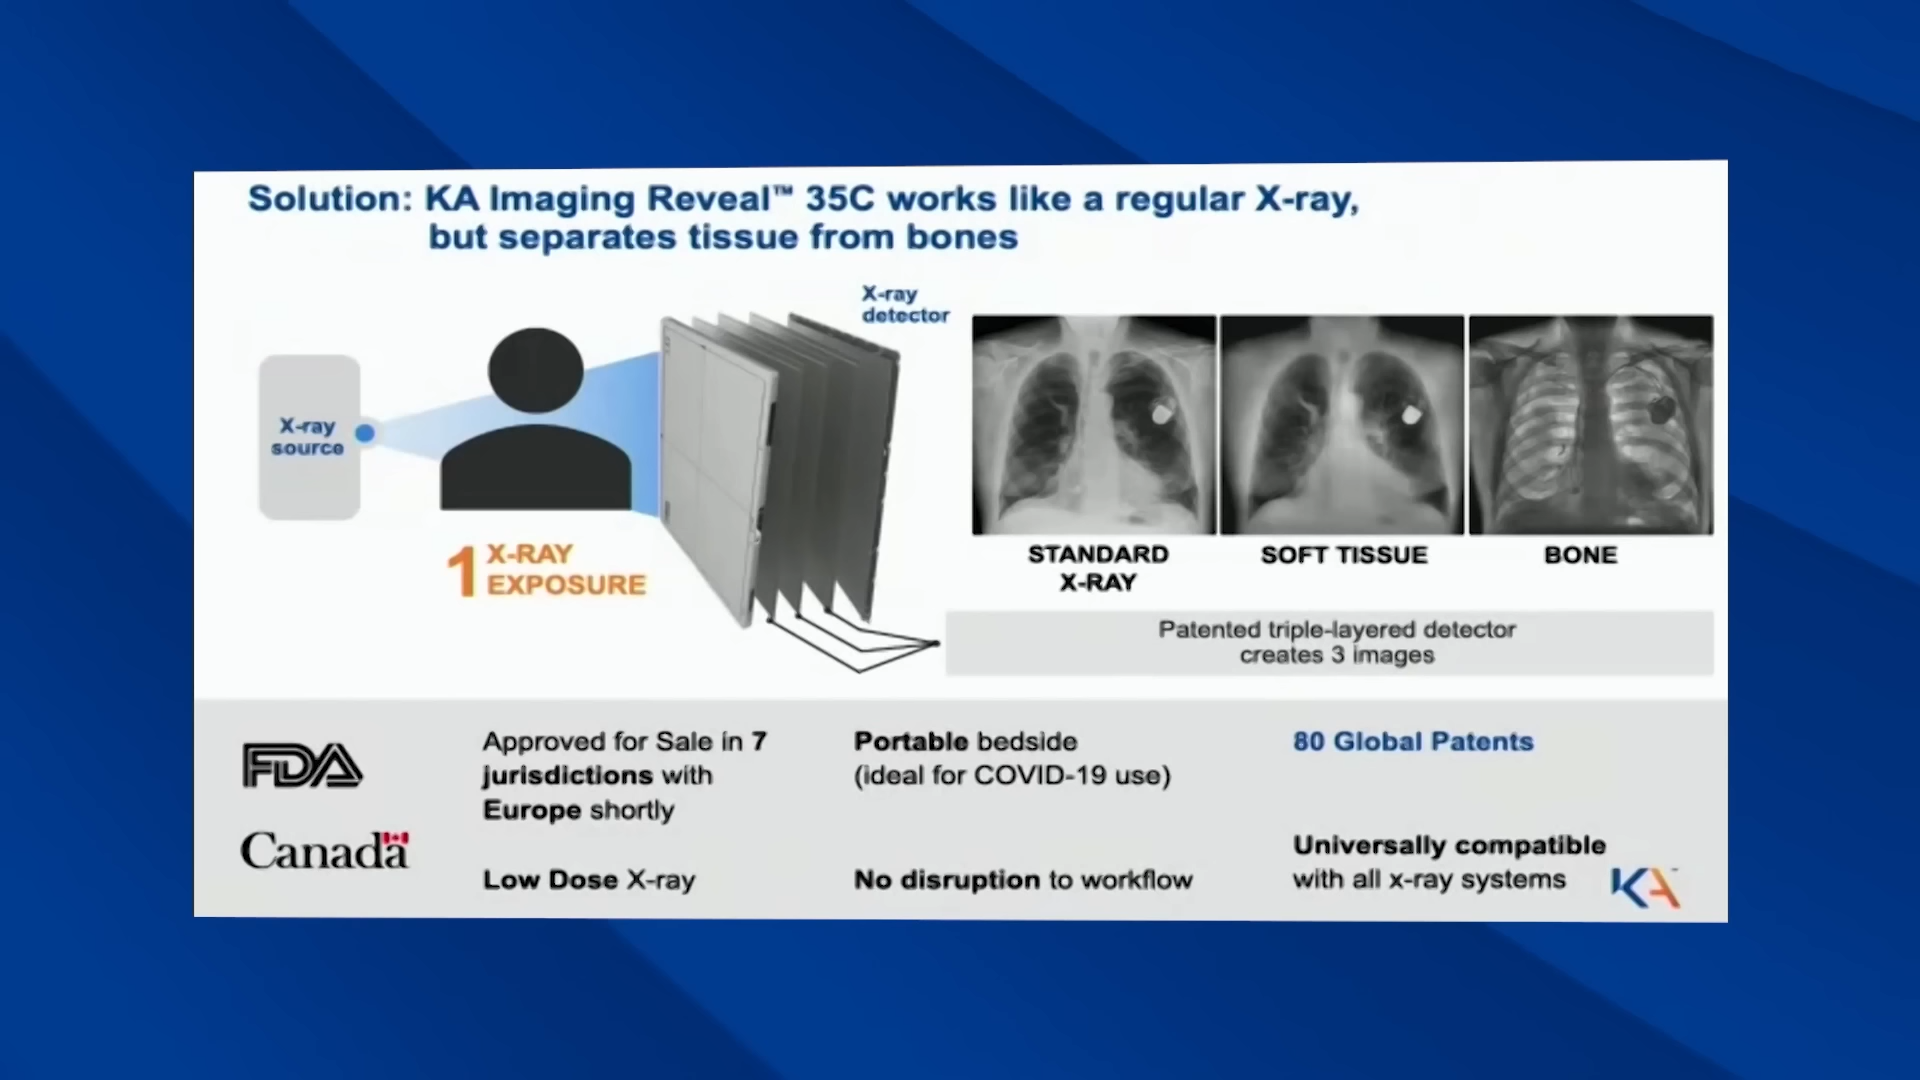 Solution: KA Imaging Reveal™ 35C works like a regular X-ray,
but separates tissue from bones
X-ray
detector
X-ray
source
1 X-RAY
EXPOSURE
STANDARD
X-RAY
SOFT TISSUE
BONE
Patented triple-layered detector
creates 3 images
FDA
Canada
Approved for Sale in 7
jurisdictions with
Europe shortly
Low Dose X-ray
Portable bedside
(ideal for COVID-19 use)
No disruption to workflow
80 Global Patents
Universally compatible
with all x-ray systems
KA